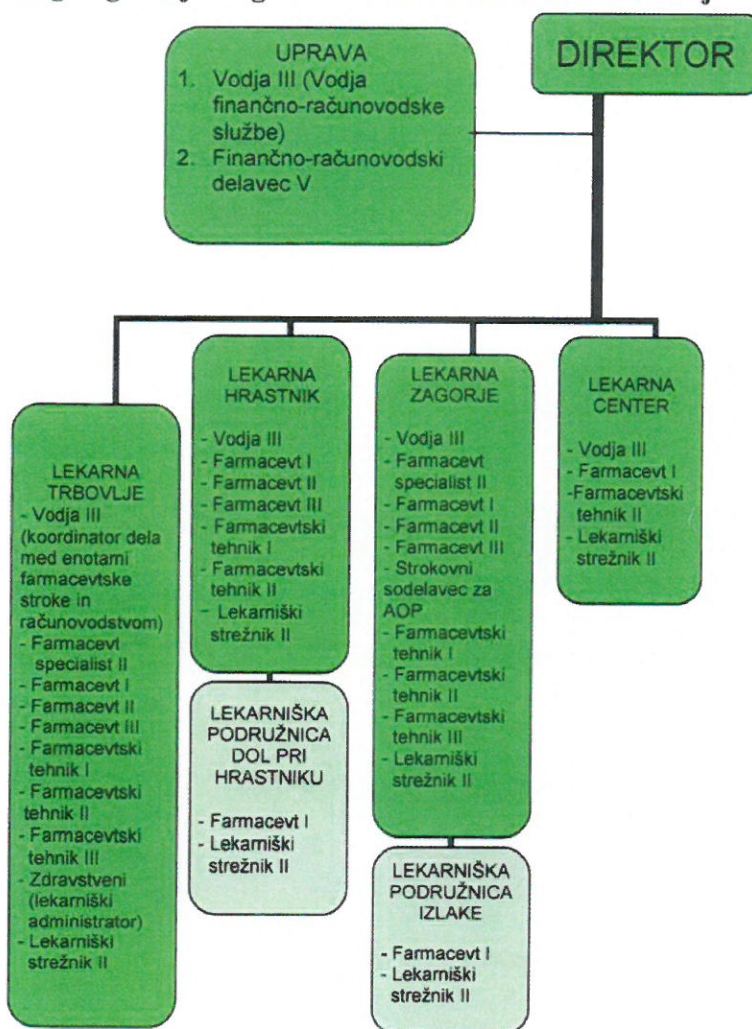 DIREKTOR
UPRAVA
1. Vodja III (Vodja
finančno-računovodske
službe)
2. Finančno-računovodski
delavec V
LEKARNA
TRBOVLJE
- Vodja III
(koordinator dela
med enotami
farmacevtske
stroke in
računovodstvom)
- Farmacevt
specialist II
- Farmacevt I
- Farmacevt II
- Farmacevt III
- Farmacevtski
tehnik I
- Farmacevtski
tehnik II
- Farmacevtski
tehnik III
- Zdravstveni
(lekarniški
administrator)
- Lekarniški
strežnik II
LEKARNA
HRASTNIK
- Vodja III
- Farmacevt I
- Farmacevt II
- Farmacevt III
- Farmacevtski
tehnik I
- Farmacevtski
tehnik II
- Lekarniški
strežnik II
LEKARNIŠKA
PODRUŽNICA
DOL PRI
HRASTNIKU
- Farmacevt I
- Lekarniški
strežnik II
LEKARNA
ZAGORJE
- Vodja III
- Farmacevt
specialist II
- Farmacevt I
- Farmacevt II
- Farmacevt III
- Strokovni
sodelavec za
AOP
- Farmacevtski
tehnik I
- Farmacevtski
tehnik II
- Farmacevtski
tehnik III
- Lekarniški
strežnik II
LEKARNIŠKA
PODRUŽNICA
IZLAKE
- Farmacevt I
- Lekarniški
strežnik II
LEKARNA
CENTER
- Vodja III
- Farmacevt I
-Farmacevtski
tehnik II
- Lekarniški
strežnik II